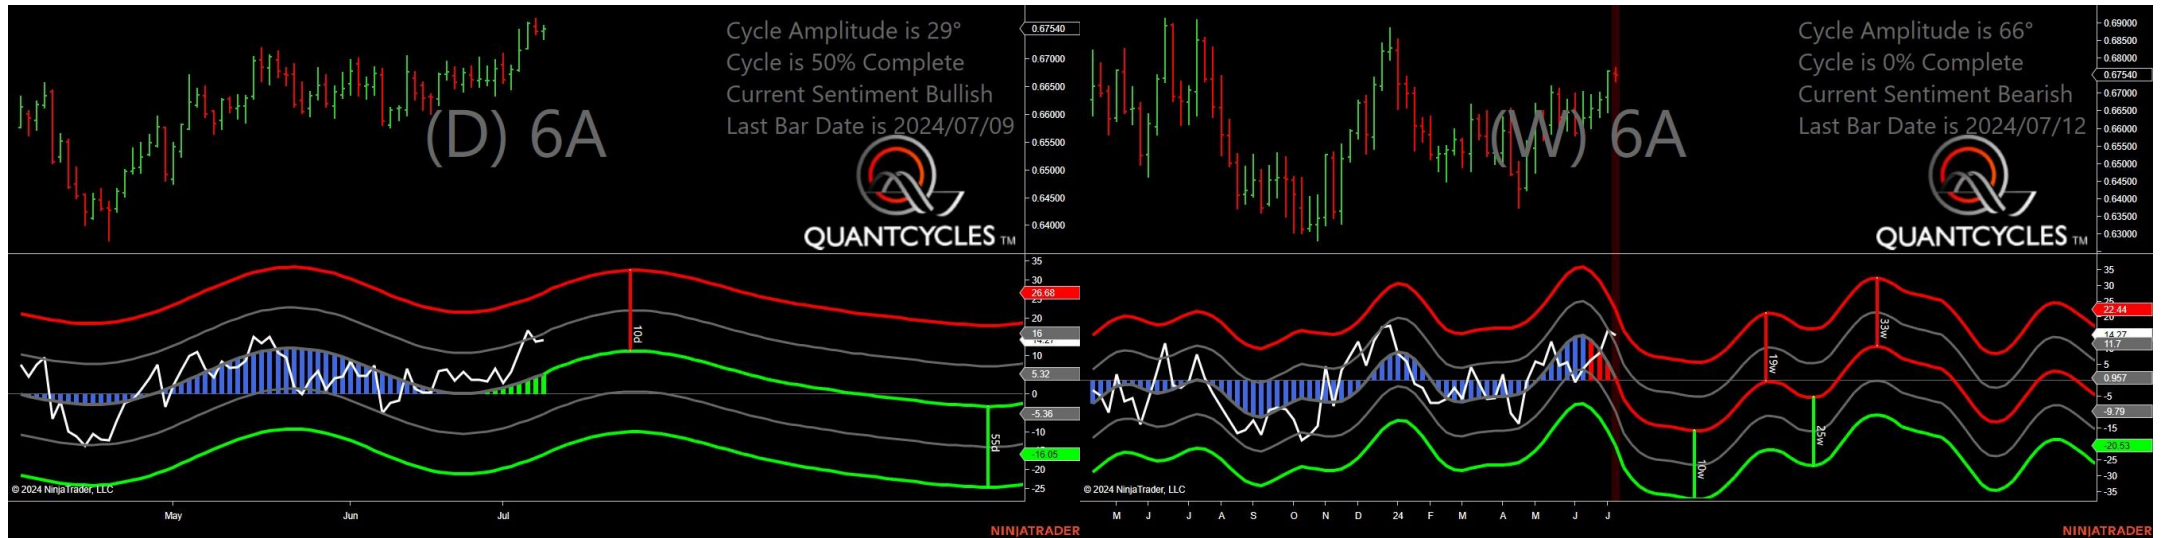 Cycle Amplitude is 29°
Cycle is 50% Complete
Current Sentiment Bullish
Last Bar Date is 2024/07/09
(D) 6A
QUANTCYCLES TM
0.67540
0.67000
0.66500
0.66000
0.65500
0.65000
0.64500
0.64000
35
30
26.68
20
16
14.27
10
5.32
0
-5.36
-10
-16.05
-20
-25
10d
55d
© 2024 NinjaTrader, LLC
May Jun Jul
NINJATRADER
Cycle Amplitude is 66°
Cycle is 0% Complete
Current Sentiment Bearish
Last Bar Date is 2024/07/12
(W) 6A
QUANTCYCLES TM
0.69000
0.68500
0.68000
0.67540
0.67000
0.66500
0.66000
0.65500
0.65000
0.64500
0.64000
0.63500
0.63000
35
30
25
22.44
20
14.27
11.7
5
0.957
-5
-9.79
-15
-20.53
-25
-30
-35
10w
19w
25w
33w
© 2024 NinjaTrader, LLC
M J J A S O N D 24 F M A M J J
NINJATRADER